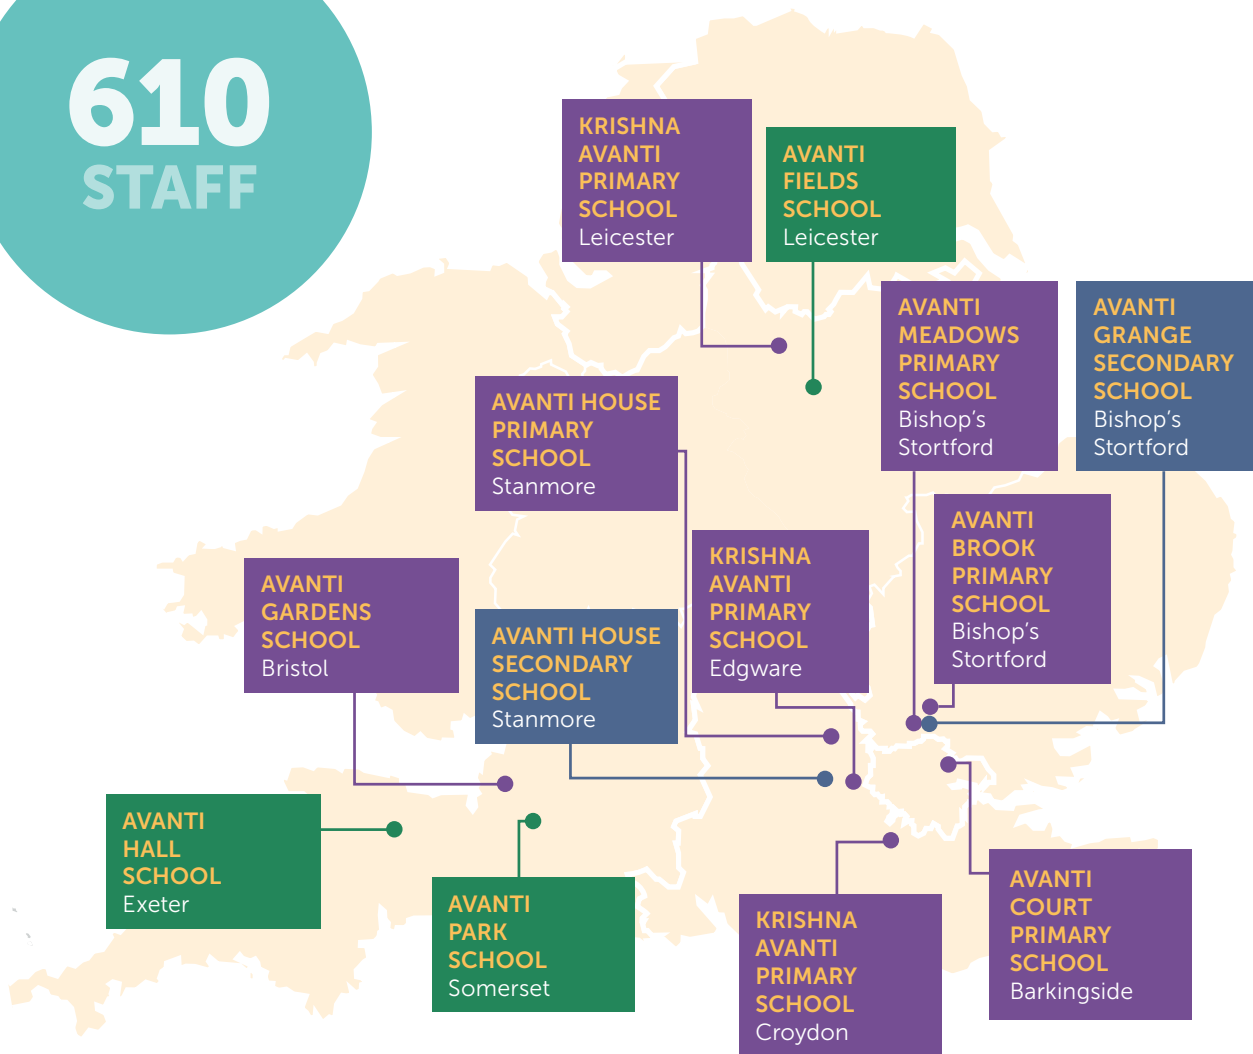 610
STAFF
KRISHNA
AVANTI
PRIMARY
SCHOOL
Leicester
AVANTI
FIELDS
SCHOOL
Leicester
AVANTI
MEADOWS
PRIMARY
SCHOOL
Bishop's
Stortford
AVANTI
GRANGE
SECONDARY
SCHOOL
Bishop's
Stortford
AVANTI HOUSE
PRIMARY
SCHOOL
Stanmore
AVANTI
BROOK
PRIMARY
SCHOOL
Bishop's
Stortford
KRISHNA
AVANTI
PRIMARY
SCHOOL
Edgware
AVANTI
GARDENS
SCHOOL
Bristol
AVANTI HOUSE
SECONDARY
SCHOOL
Stanmore
AVANTI
HALL
SCHOOL
Exeter
AVANTI
PARK
SCHOOL
Somerset
KRISHNA
AVANTI
PRIMARY
SCHOOL
Croydon
AVANTI
COURT
PRIMARY
SCHOOL
Barkingside